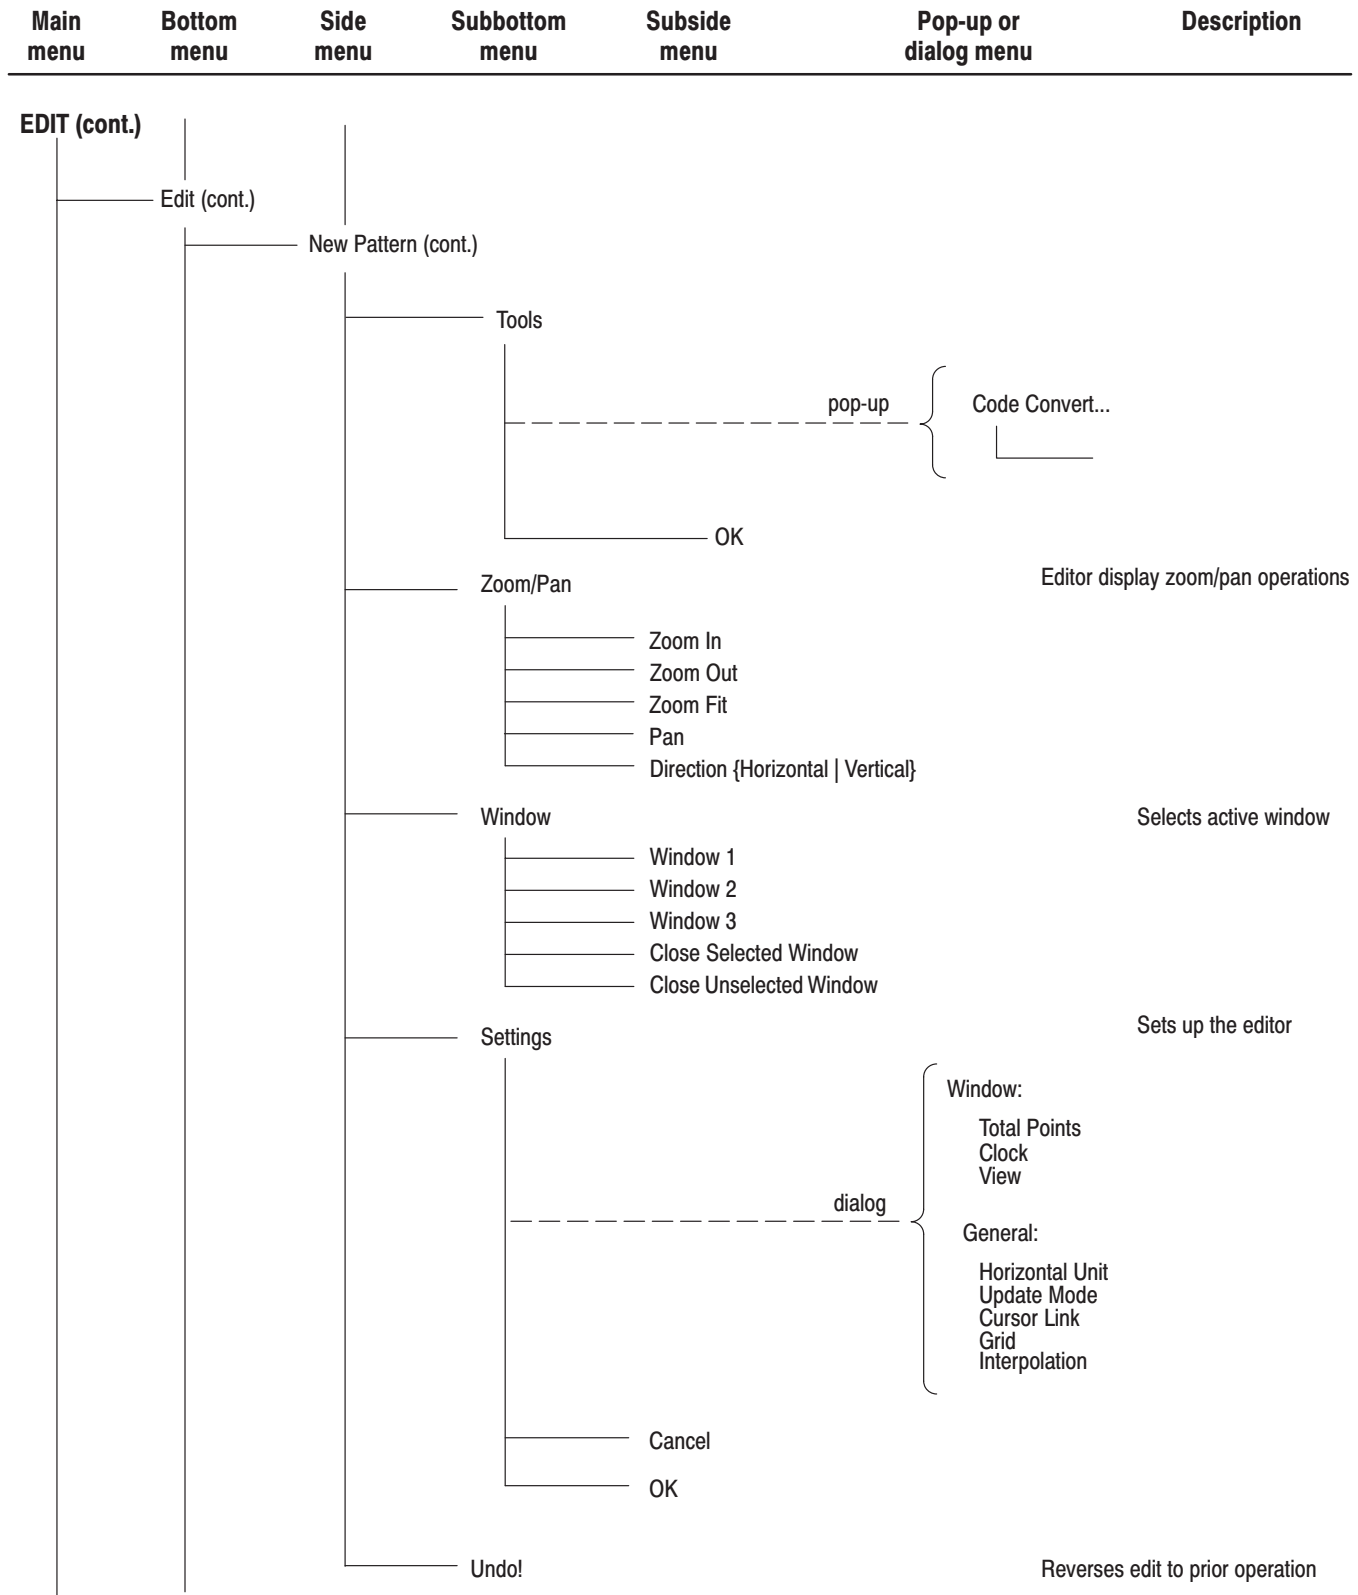 Main menu
Bottom menu
Side menu
Subbottom menu
Subside menu
Pop-up or dialog menu
Description
EDIT (cont.)
Edit (cont.)
New Pattern (cont.)
Tools
pop-up
Code Convert...
OK
Zoom/Pan
Editor display zoom/pan operations
Zoom In
Zoom Out
Zoom Fit
Pan
Direction {Horizontal | Vertical}
Window
Selects active window
Window 1
Window 2
Window 3
Close Selected Window
Close Unselected Window
Settings
Sets up the editor
Window:
Total Points
Clock
View
dialog
General:
Horizontal Unit
Update Mode
Cursor Link
Grid
Interpolation
Cancel
OK
Undo!
Reverses edit to prior operation